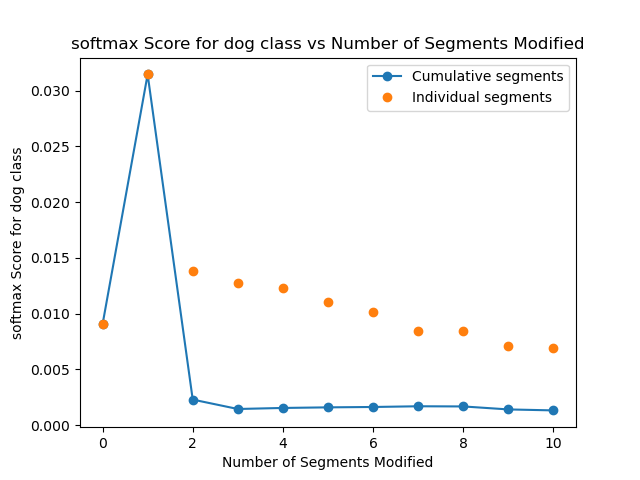 softmax Score for dog class vs Number of Segments Modified
Cumulative segments
Individual segments
softmax Score for dog class
0.030
0.025
0.020
0.015
0.010
0.005
0.000
0 2 4 6 8 10
Number of Segments Modified